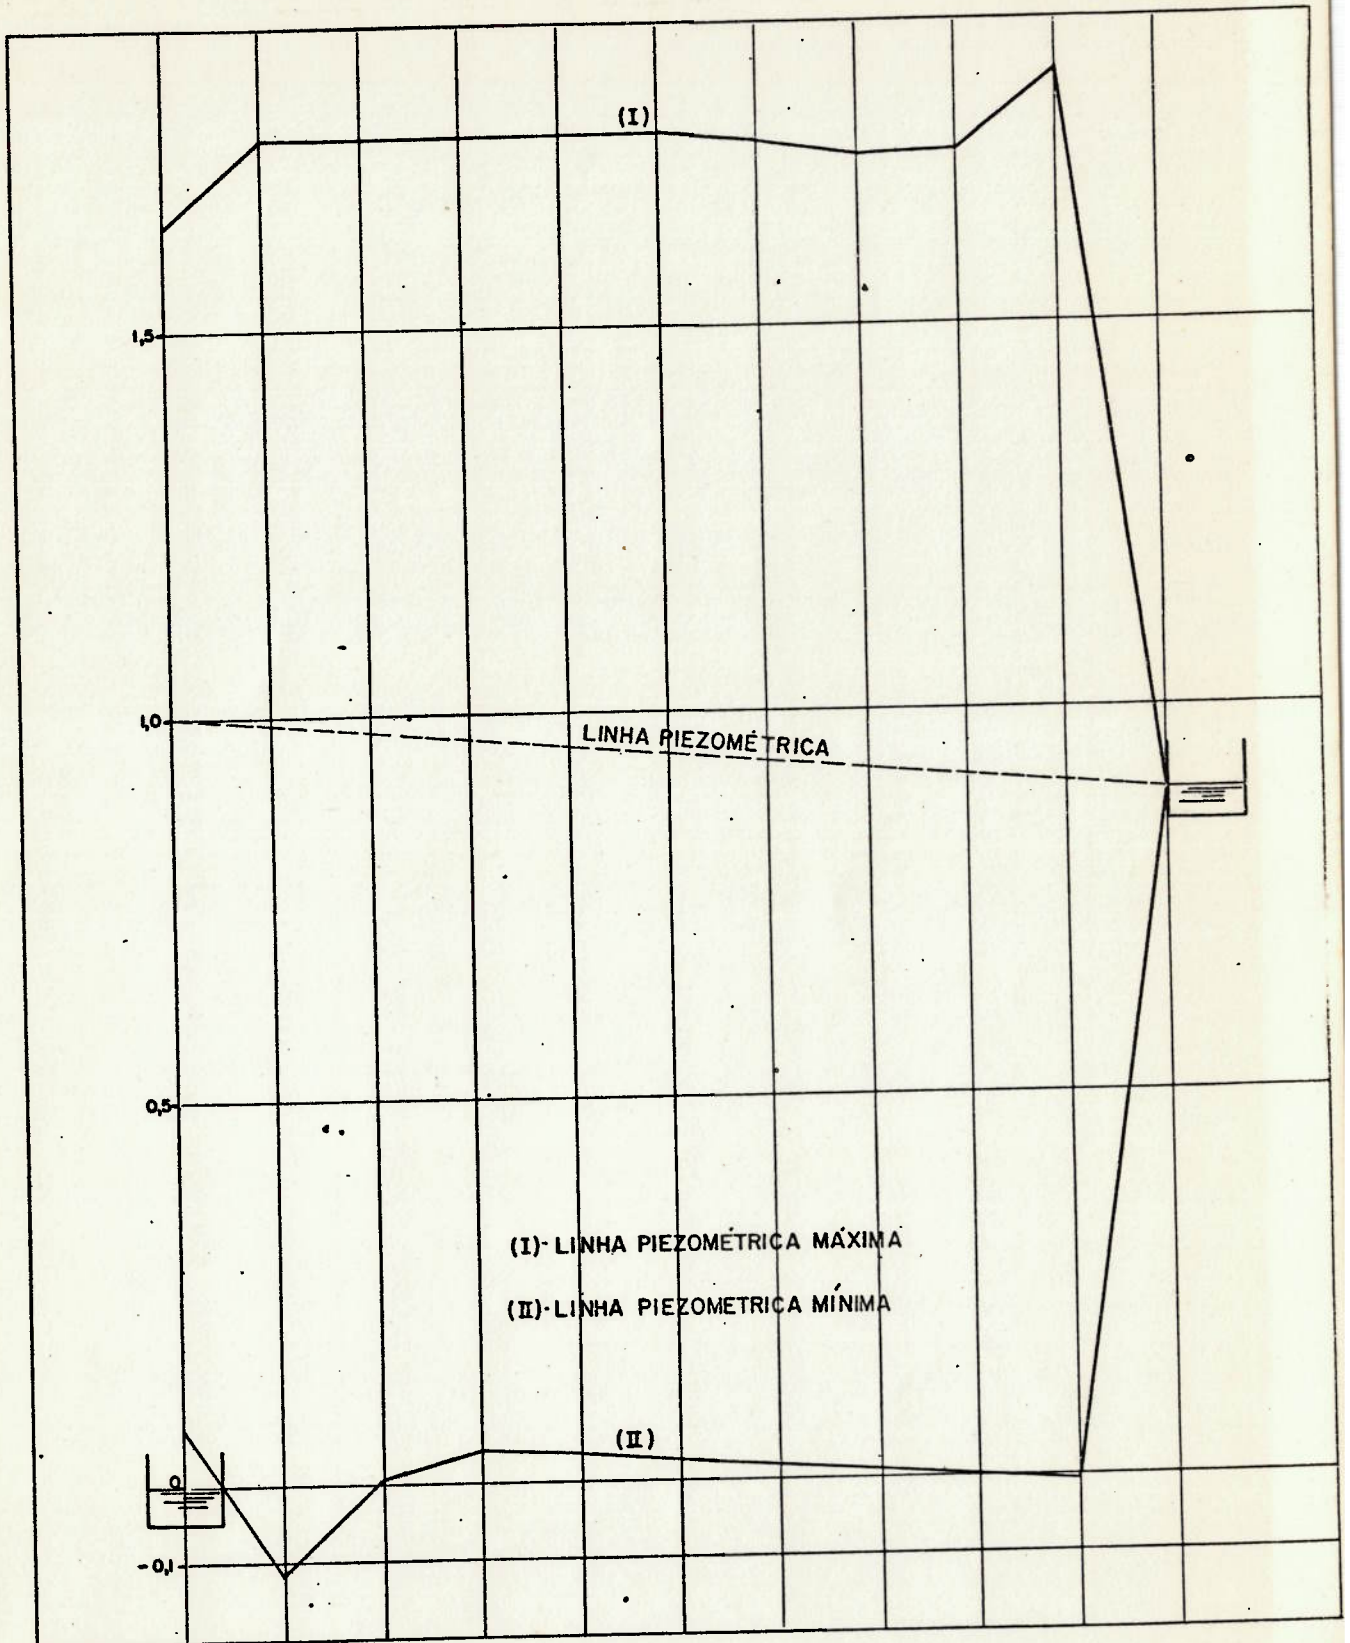 (I)
1,5
1,0
LINHA PIEZOMÉTRICA
0,5
(I)- LINHA PIEZOMÉTRICA MÁXIMA
(II)- LINHA PIEZOMETRICA MÍNIMA
(II)
0
-0,1